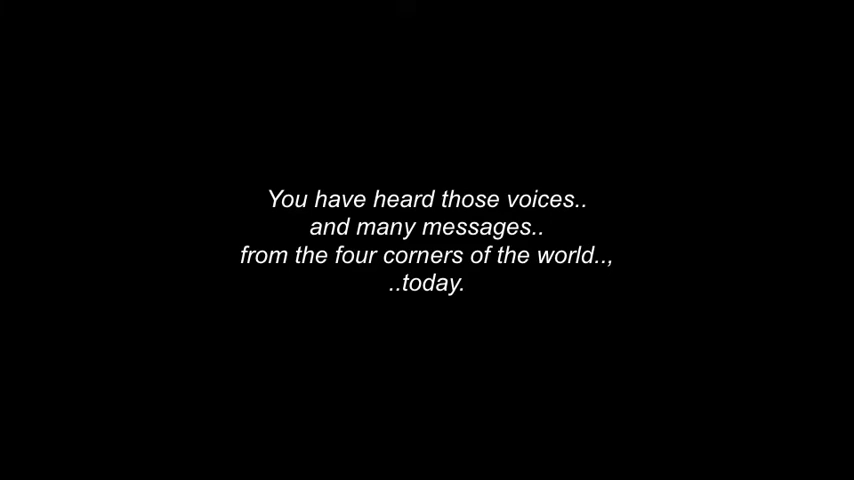 You have heard those voices..
and many messages..
from the four corners of the world..,
..today.